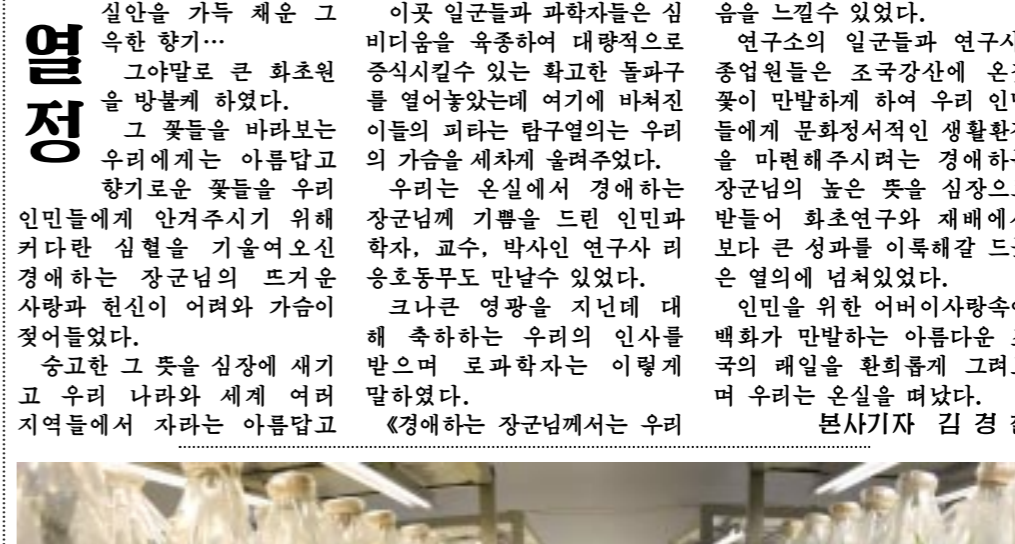 열
정
실안을 가득 채운 그
윽한 향기…
그야말로 큰 화초원
을 방불케 하였다.
그 꽃들을 바라보는
우리에게는 아름답고
향기로운 꽃들을 우리
인민들에게 안겨주시기 위해
커다란 심혈을 기울여오신
경애하는 장군님의 뜨거운
사랑과 헌신이 어려와 가슴이
젖어들었다.
숭고한 그 뜻을 심장에 새기
고 우리 나라와 세계 여러
지역들에서 자라는 아름답고
이곳 일군들과 과학자들은 심
비디움을 육종하여 대량적으로
증식시킬수 있는 확고한 돌파구
를 열어놓았는데 여기에 바쳐진
이들의 피타는 탐구열의는 우리
의 가슴을 세차게 울려주었다.
우리는 온실에서 경애하는
장군님께 기쁨을 드린 인민과
학자, 교수, 박사인 연구사 리
응호동무도 만날수 있었다.
크나큰 영광을 지닌데 대
해 축하하는 우리의 인사를
받으며 로과학자는 이렇게
말하였다.
《경애하는 장군님께서는 우리
음을 느낄수 있었다.
연구소의 일군들과 연구사
종업원들은 조국강산에
꽃이 만발하게 하여 우리
들에게 문화정서적인
을 마련해주시려는
장군님의 높은 뜻을
받들어 화초연구와
보다 큰 성과를 이룩해갈
은 열의에 넘쳐있었다.
인민을 위한
백화가 만발하는 아름다운
국의 래일을 환희롭게
며 우리는 온실을 떠났다.
본사기자 김 경